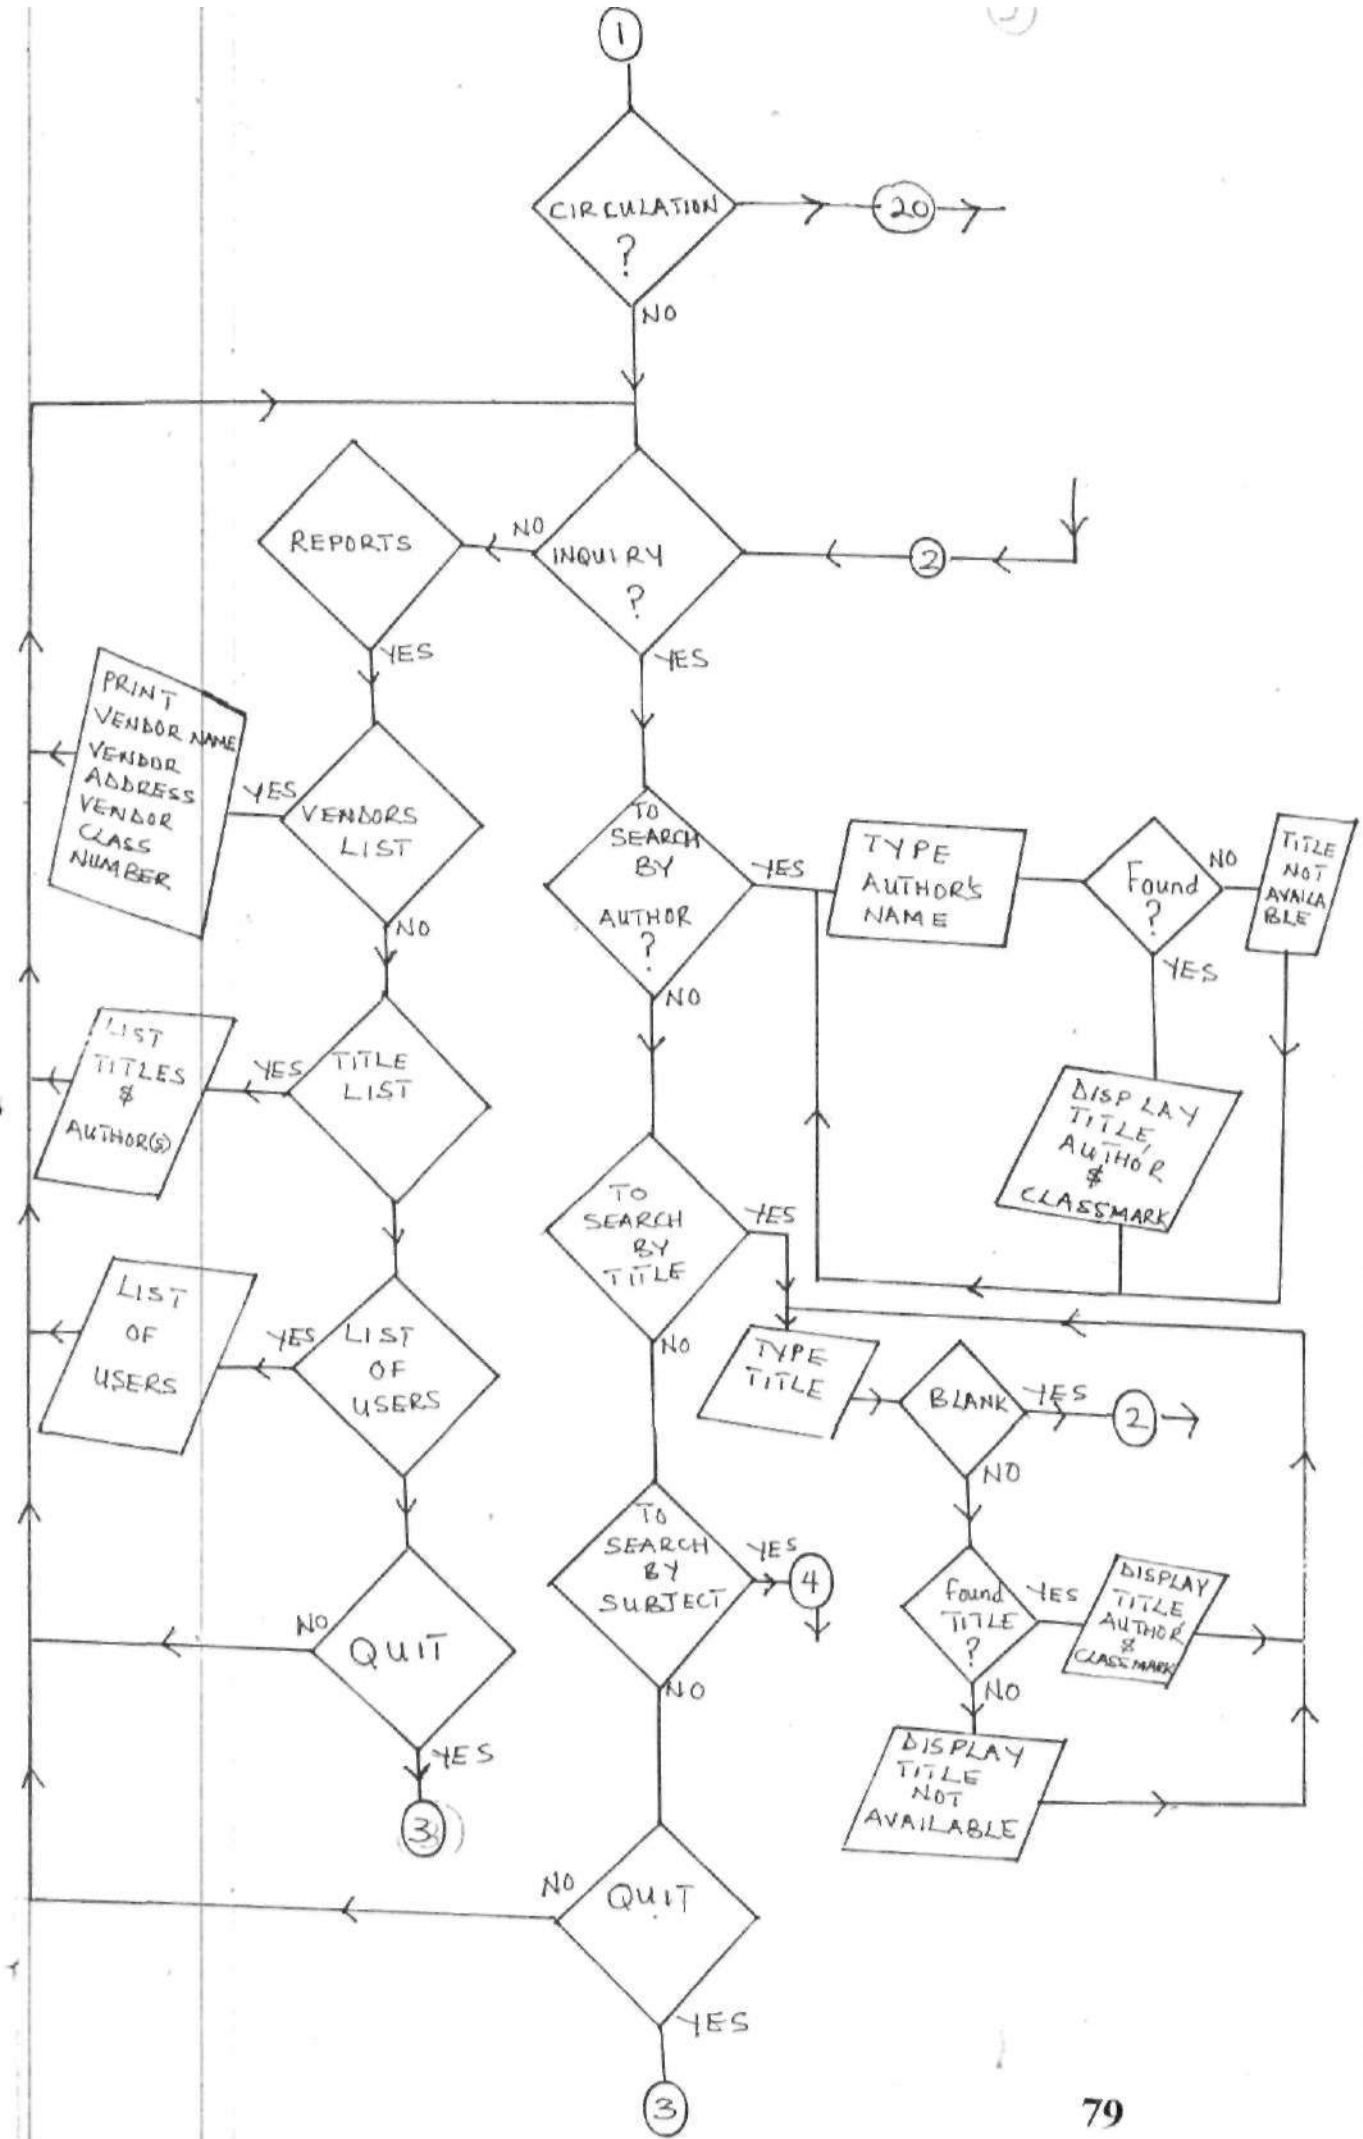 1
CIRCULATION
?
20
NO
REPORTS
NO
INQUIRY
?
2
YES
YES
PRINT
VENDOR NAME
VENDOR
ADDRESS
VENDOR
CLASS
NUMBER
YES
VENDORS
LIST
NO
TO
SEARCH
BY
AUTHOR
?
YES
TYPE
AUTHOR'S
NAME
Found
?
NO
TITLE
NOT
AVAILA
BLE
YES
NO
LIST
TITLES
&
AUTHOR(S)
YES
TITLE
LIST
DISPLAY
TITLE,
AUTHOR
&
CLASSMARK
TO
SEARCH
BY
TITLE
YES
NO
LIST
OF
USERS
YES
LIST
OF
USERS
TYPE
TITLE
BLANK
YES
2
NO
TO
SEARCH
BY
SUBJECT
YES
4
NO
found
TITLE
?
YES
DISPLAY
TITLE
AUTHOR
&
CLASSMARK
NO
DISPLAY
TITLE
NOT
AVAILABLE
NO
QUIT
YES
3
NO
QUIT
YES
3
79